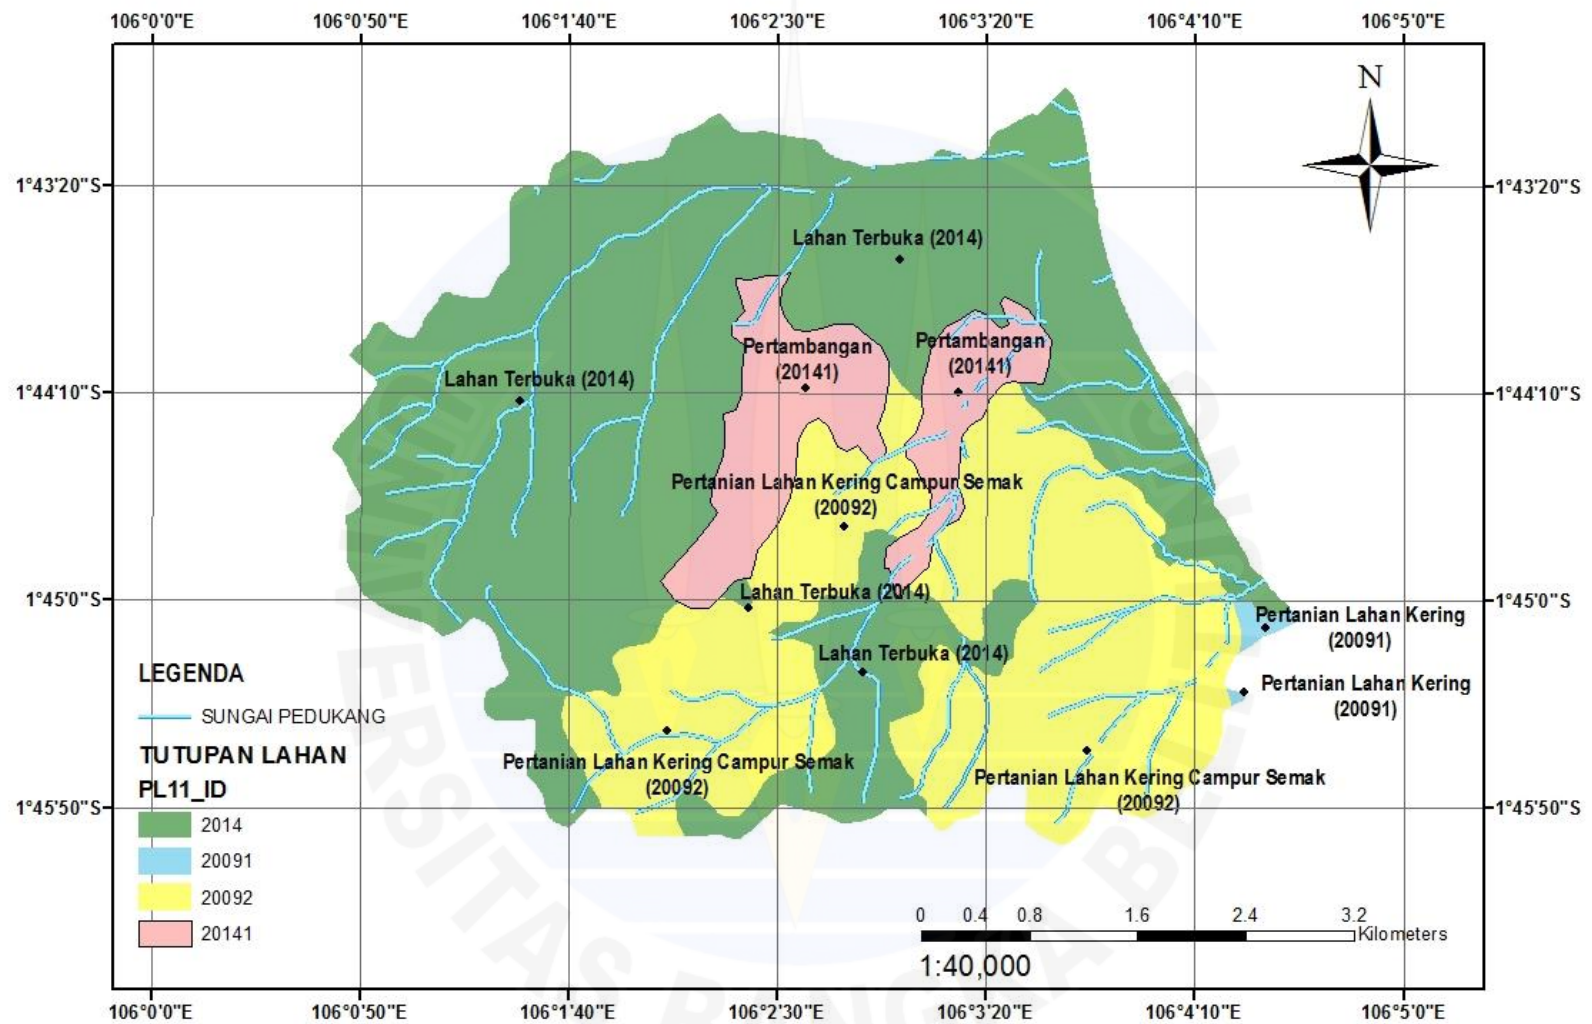 106°0'0"E 106°0'50"E 106°1'40"E 106°2'30"E 106°3'20"E 106°4'10"E 106°5'0"E
N
1°43'20"S 1°43'20"S
Lahan Terbuka (2014)
Pertambangan
(20141)
Pertambangan
(20141)
Lahan Terbuka (2014)
1°44'10"S 1°44'10"S
Pertanian Lahan Kering Campur Semak
(20092)
Lahan Terbuka (2014)
1°45'0"S 1°45'0"S
Pertanian Lahan Kering
(20091)
Lahan Terbuka (2014)
Pertanian Lahan Kering
(20091)
Pertanian Lahan Kering Campur Semak
(20092)
Pertanian Lahan Kering Campur Semak
(20092)
1°45'50"S 1°45'50"S
LEGENDA
SUNGAI PEDUKANG
TUTUPAN LAHAN
PL11_ID
2014
20091
20092
20141
0 0.4 0.8 1.6 2.4 3.2
Kilometers
1:40,000
106°0'0"E 106°0'50"E 106°1'40"E 106°2'30"E 106°3'20"E 106°4'10"E 106°5'0"E
UNIVERSITAS BANGKA BELITUNG